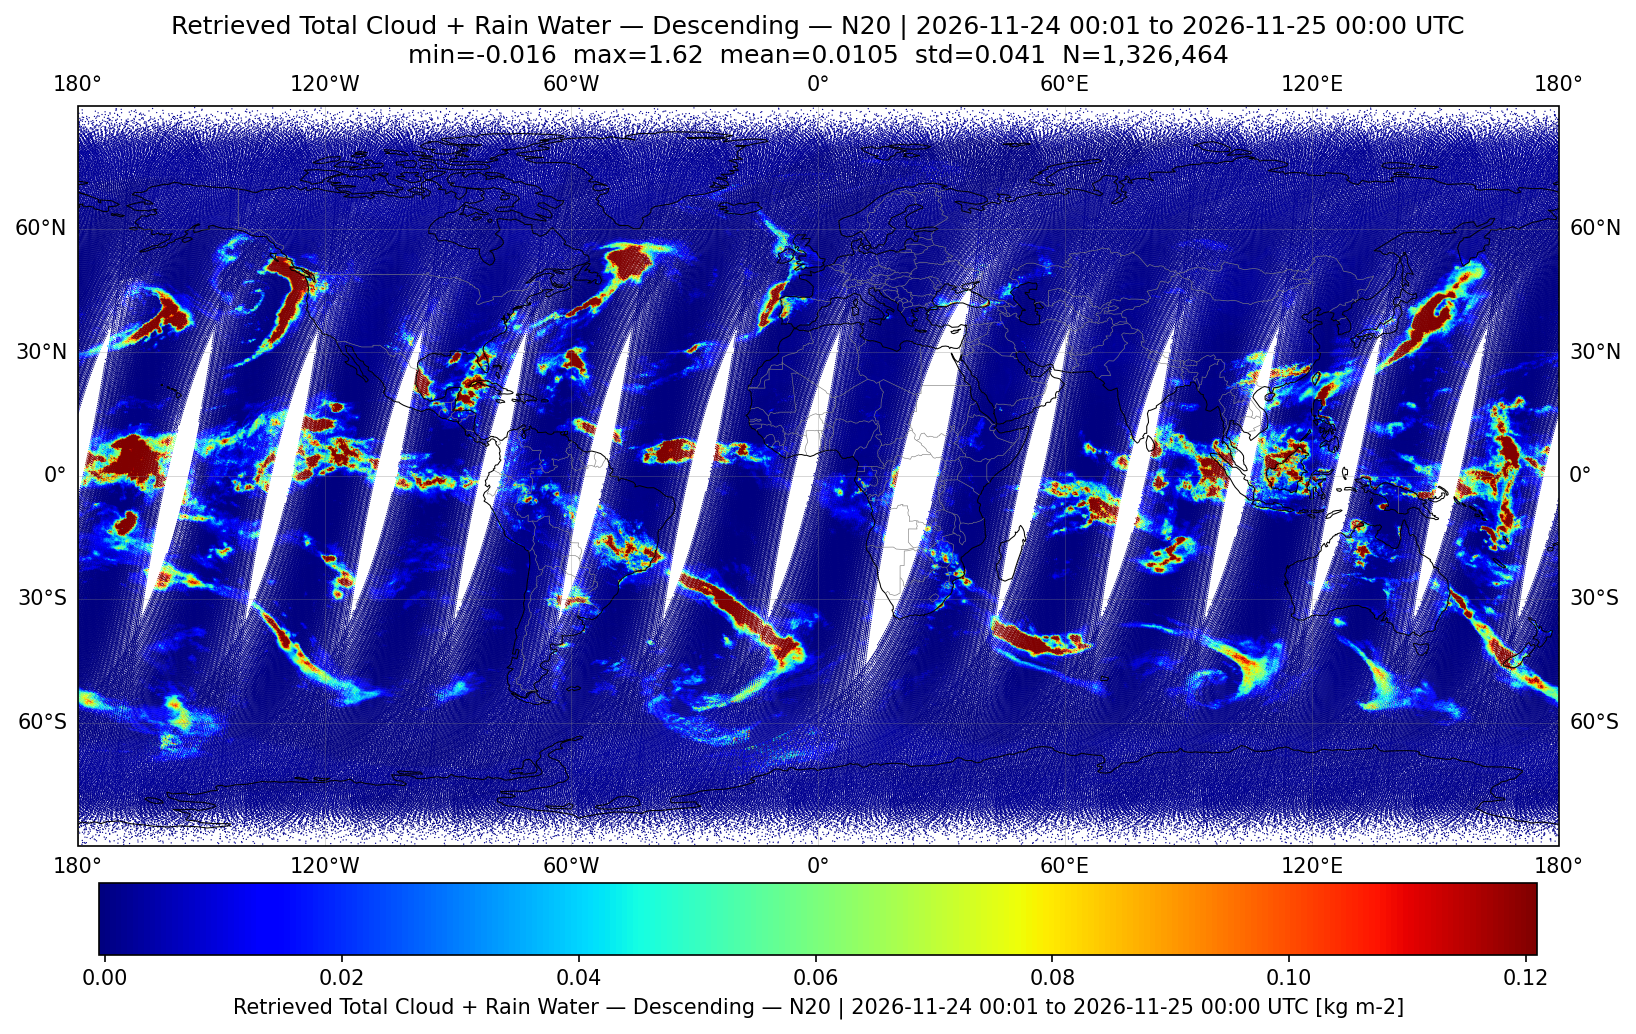 Retrieved Total Cloud + Rain Water — Descending — N20 | 2026-11-24 00:01 to 2026-11-25 00:00 UTC
min=-0.016  max=1.62  mean=0.0105  std=0.041  N=1,326,464
180° 120°W 60°W 0° 60°E 120°E 180°
60°N 60°N
30°N 30°N
0° 0°
30°S 30°S
60°S 60°S
180° 120°W 60°W 0° 60°E 120°E 180°
0.00 0.02 0.04 0.06 0.08 0.10 0.12
Retrieved Total Cloud + Rain Water — Descending — N20 | 2026-11-24 00:01 to 2026-11-25 00:00 UTC [kg m-2]